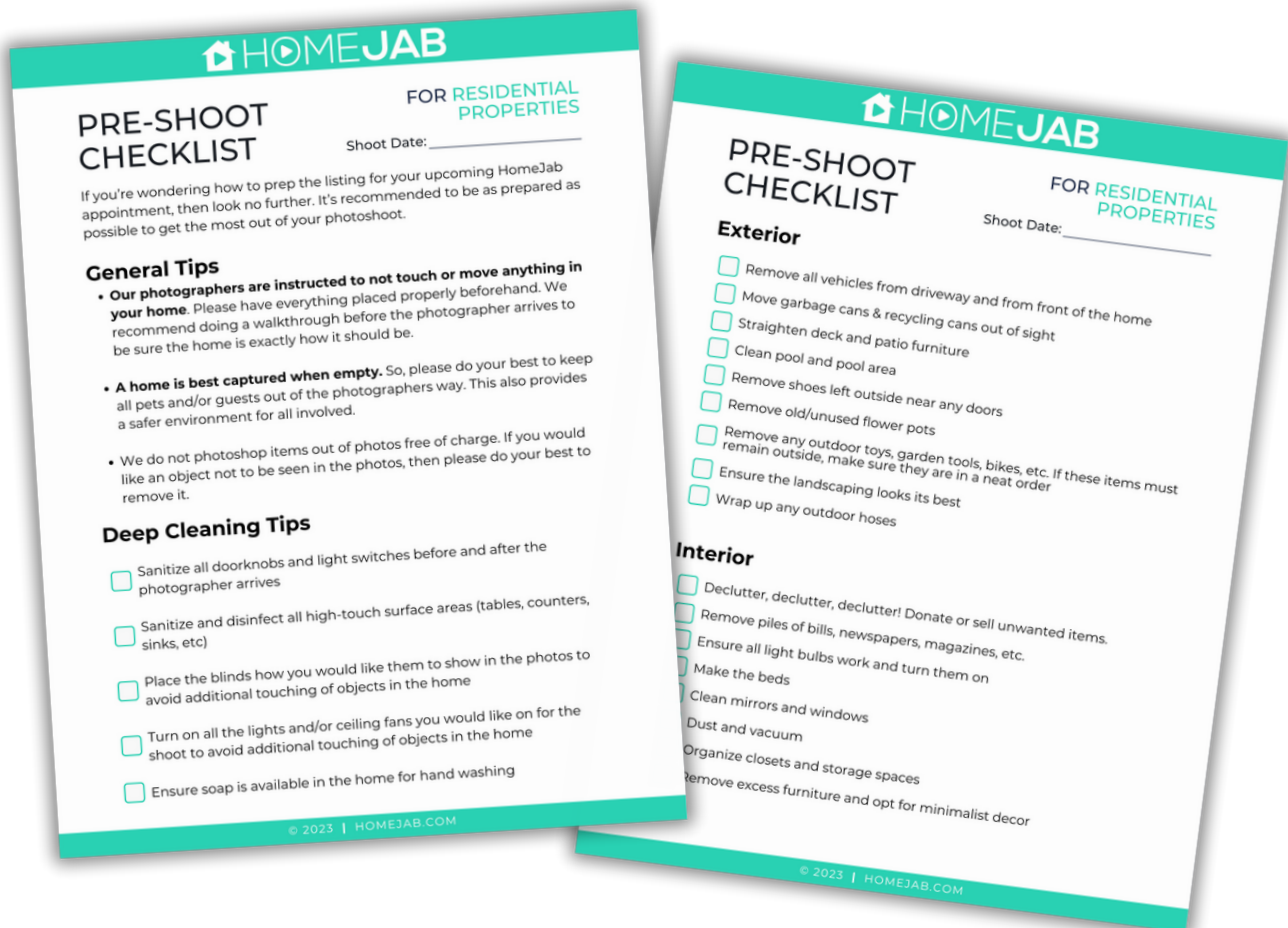 HOMEJAB
PRE-SHOOT
CHECKLIST
FOR RESIDENTIAL
PROPERTIES
Shoot Date:
If you’re wondering how to prep the listing for your upcoming HomeJab
appointment, then look no further. It’s recommended to be as prepared as
possible to get the most out of your photoshoot.
General Tips
• Our photographers are instructed to not touch or move anything in
your home. Please have everything placed properly beforehand. We
recommend doing a walkthrough before the photographer arrives to
be sure the home is exactly how it should be.
• A home is best captured when empty. So, please do your best to keep
all pets and/or guests out of the photographers way. This also provides
a safer environment for all involved.
• We do not photoshop items out of photos free of charge. If you would
like an object not to be seen in the photos, then please do your best to
remove it.
Deep Cleaning Tips
Sanitize all doorknobs and light switches before and after the
photographer arrives
Sanitize and disinfect all high-touch surface areas (tables, counters,
sinks, etc)
Place the blinds how you would like them to show in the photos to
avoid additional touching of objects in the home
Turn on all the lights and/or ceiling fans you would like on for the
shoot to avoid additional touching of objects in the home
Ensure soap is available in the home for hand washing
© 2023 | HOMEJAB.COM
HOMEJAB
PRE-SHOOT
CHECKLIST
FOR RESIDENTIAL
PROPERTIES
Shoot Date:
Exterior
Remove all vehicles from driveway and from front of the home
Move garbage cans & recycling cans out of sight
Straighten deck and patio furniture
Clean pool and pool area
Remove shoes left outside near any doors
Remove old/unused flower pots
Remove any outdoor toys, garden tools, bikes, etc. If these items must
remain outside, make sure they are in a neat order
Ensure the landscaping looks its best
Wrap up any outdoor hoses
Interior
Declutter, declutter, declutter! Donate or sell unwanted items.
Remove piles of bills, newspapers, magazines, etc.
Ensure all light bulbs work and turn them on
Make the beds
Clean mirrors and windows
Dust and vacuum
Organize closets and storage spaces
Remove excess furniture and opt for minimalist decor
© 2023 | HOMEJAB.COM